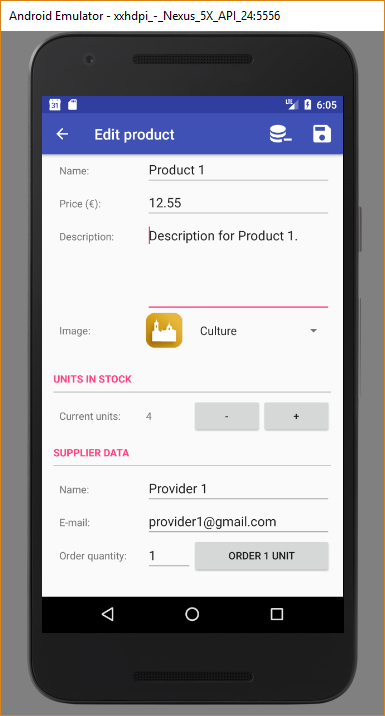 Android Emulator - xxhdpi_-_Nexus_5X_API_24:5556
31 LTE 6:05
Edit product
Name: Product 1
Price (€): 12.55
Description: Description for Product 1.
Image: Culture
UNITS IN STOCK
Current units: 4 - +
SUPPLIER DATA
Name: Provider 1
E-mail: provider1@gmail.com
Order quantity: 1 ORDER 1 UNIT